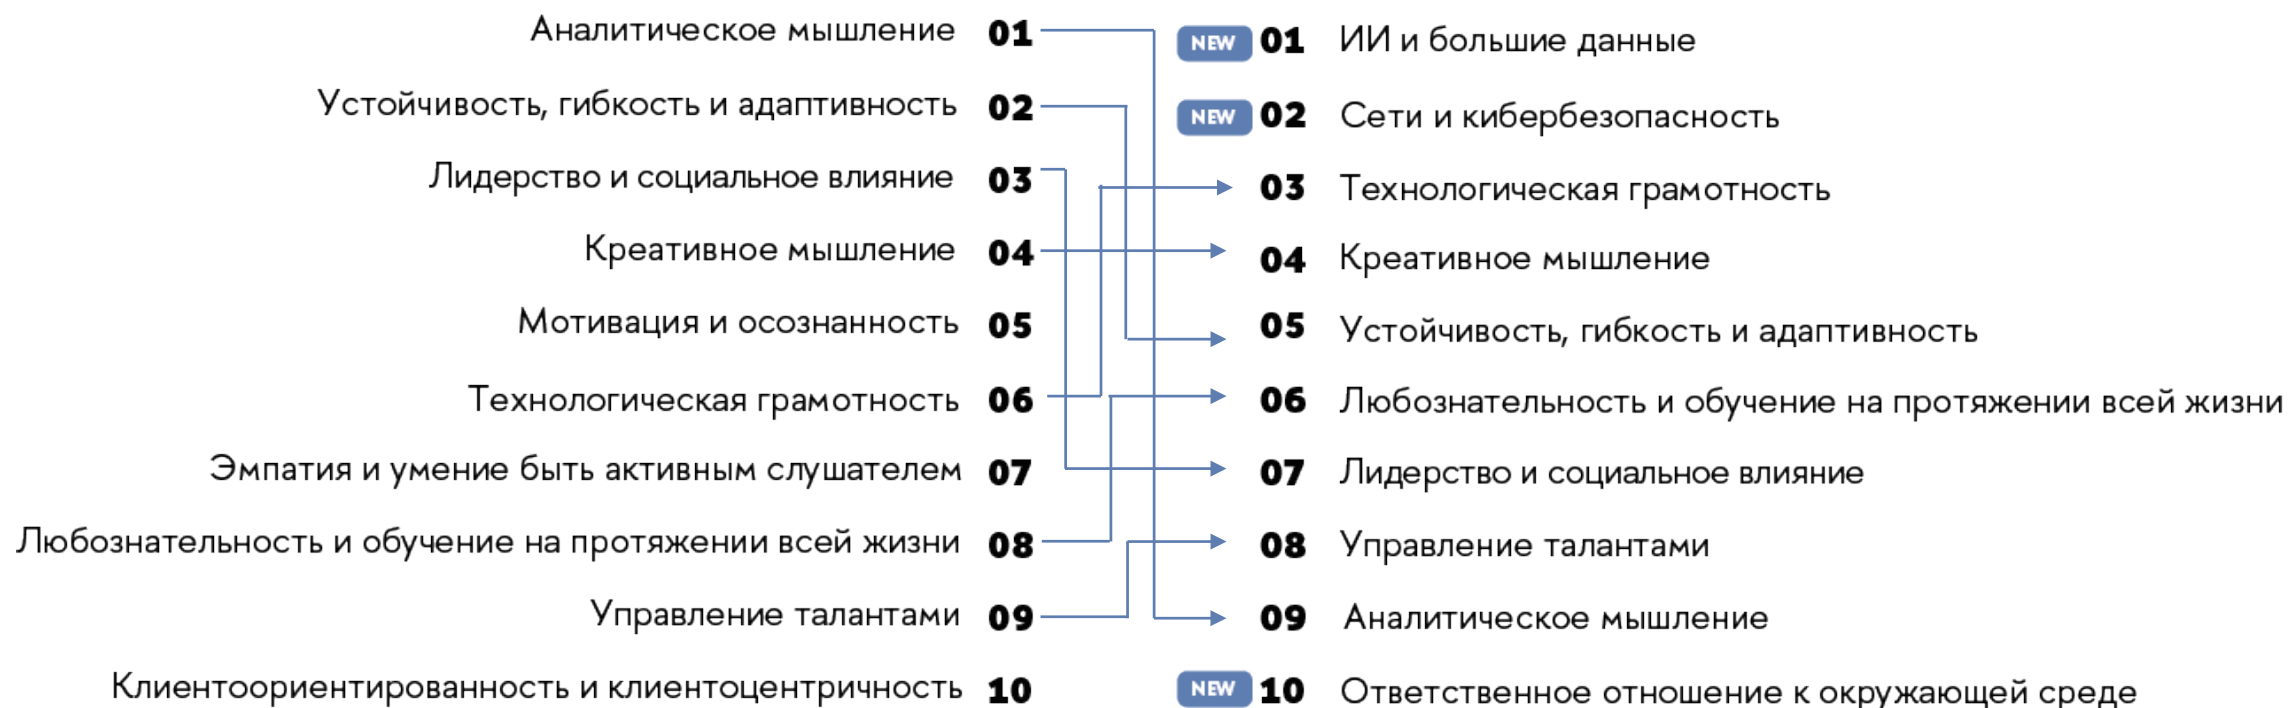 Аналитическое мышление 01
Устойчивость, гибкость и адаптивность 02
Лидерство и социальное влияние 03
Креативное мышление 04
Мотивация и осознанность 05
Технологическая грамотность 06
Эмпатия и умение быть активным слушателем 07
Любознательность и обучение на протяжении всей жизни 08
Управление талантами 09
Клиентоориентированность и клиентоцентричность 10
NEW 01 ИИ и большие данные
NEW 02 Сети и кибербезопасность
03 Технологическая грамотность
04 Креативное мышление
05 Устойчивость, гибкость и адаптивность
06 Любознательность и обучение на протяжении всей жизни
07 Лидерство и социальное влияние
08 Управление талантами
09 Аналитическое мышление
NEW 10 Ответственное отношение к окружающей среде